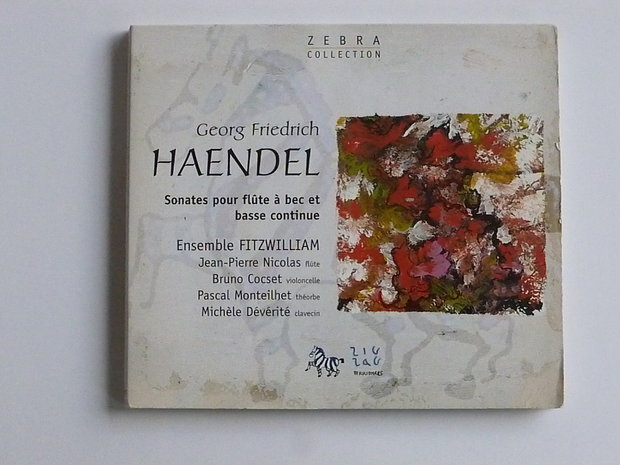 ZEBRA
COLLECTION
Georg Friedrich
HAENDEL
Sonates pour flûte à bec et
basse continue
Ensemble FITZWILLIAM
Jean-Pierre Nicolas flûte
Bruno Cocset violoncelle
Pascal Monteilhet théorbe
Michèle Dévérité clavecin
ZIG
ZAG
TERRITOIRES